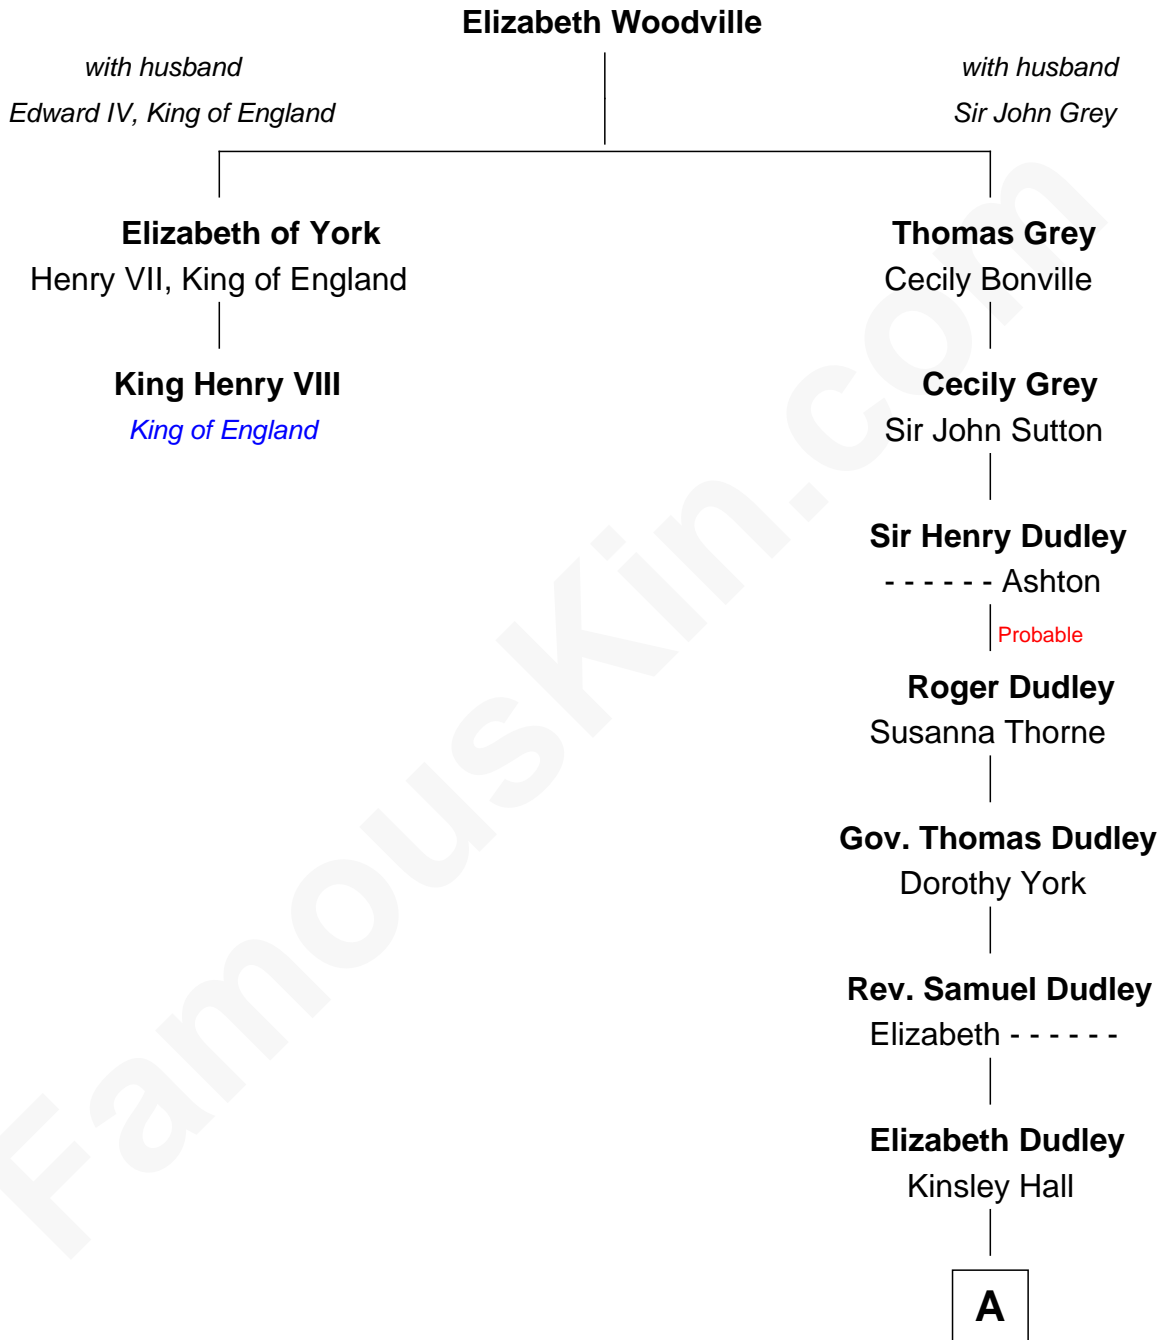 Elizabeth Woodville
with husband
Edward IV, King of England
with husband
Sir John Grey
Elizabeth of York
Henry VII, King of England
King Henry VIII
King of England
Thomas Grey
Cecily Bonville
Cecily Grey
Sir John Sutton
Sir Henry Dudley
- - - - - - Ashton
Probable
Roger Dudley
Susanna Thorne
Gov. Thomas Dudley
Dorothy York
Rev. Samuel Dudley
Elizabeth - - - - - -
Elizabeth Dudley
Kinsley Hall
A
FamousKin.com